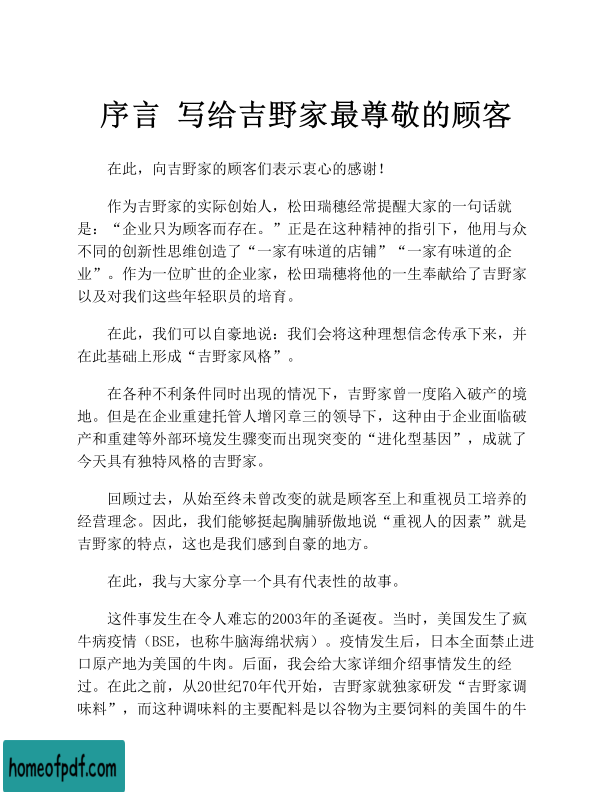 序言 写给吉野家最尊敬的顾客
在此，向吉野家的顾客们表示衷心的感谢！
作为吉野家的实际创始人，松田瑞穗经常提醒大家的一句话就
是：“企业只为顾客而存在。”正是在这种精神的指引下，他用与众
不同的创新性思维创造了“一家有味道的店铺”“一家有味道的企
业”。作为一位旷世的企业家，松田瑞穗将他的一生奉献给了吉野家
以及对我们这些年轻职员的培育。
在此，我们可以自豪地说：我们会将这种理想信念传承下来，并
在此基础上形成“吉野家风格”。
在各种不利条件同时出现的情况下，吉野家曾一度陷入破产的境
地。但是在企业重建托管人增冈章三的领导下，这种由于企业面临破
产和重建等外部环境发生骤变而出现突变的“进化型基因”，成就了
今天具有独特风格的吉野家。
回顾过去，从始至终未曾改变的就是顾客至上和重视员工培养的
经营理念。因此，我们能够挺起胸脯骄傲地说“重视人的因素”就是
吉野家的特点，这也是我们感到自豪的地方。
在此，我与大家分享一个具有代表性的故事。
这件事发生在令人难忘的2003年的圣诞夜。当时，美国发生了疯
牛病疫情（BSE，也称牛脑海绵状病）。疫情发生后，日本全面禁止进
口原产地为美国的牛肉。后面，我会给大家详细介绍事情发生的经
过。在此之前，从20世纪70年代开始，吉野家就独家研发“吉野家调
味料”，而这种调味料的主要配料是以谷物为主要饲料的美国牛的牛
homeofpdf.com